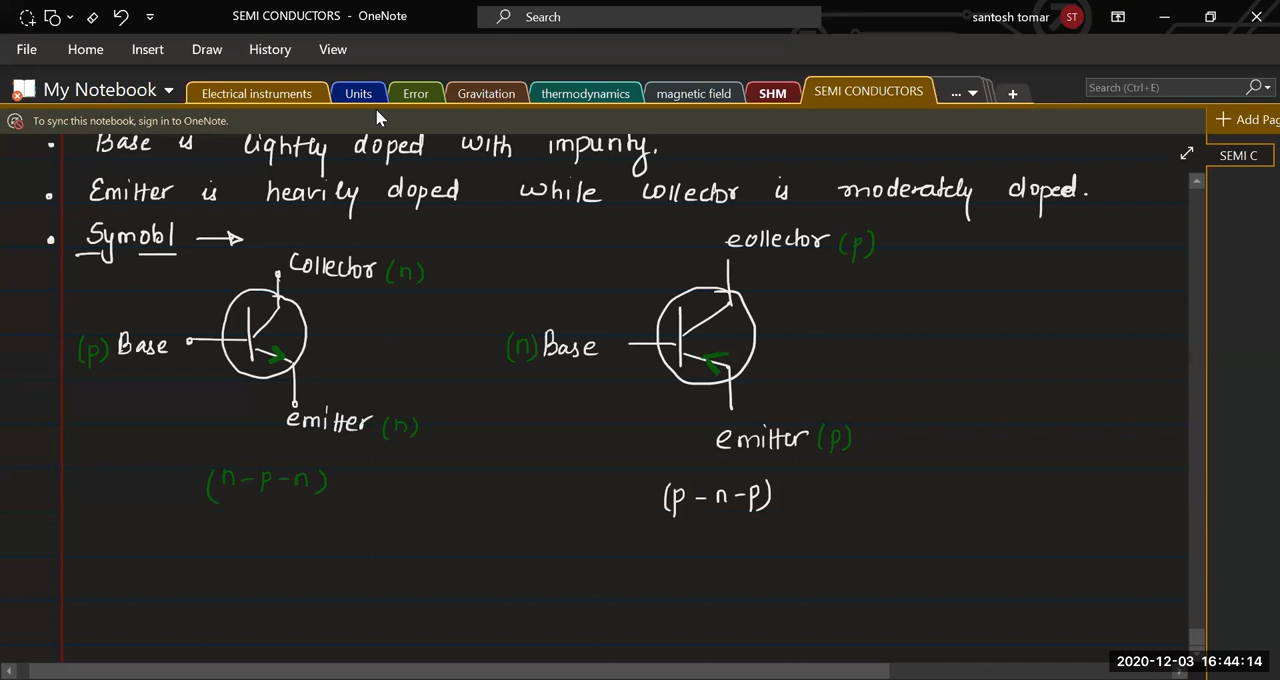 SEMI CONDUCTORS - OneNote
Search
santosh tomar
ST
File Home Insert Draw History View
My Notebook
Electrical instruments Units Error Gravitation thermodynamics magnetic field SHM SEMI CONDUCTORS ... +
Search (Ctrl+E)
To sync this notebook, sign in to OneNote.
+ Add Pag
SEMI C
• Base is lightly doped with impurity.
• Emitter is heavily doped while collector is moderately doped.
• Symobl →
Collector (n)
(p) Base
emitter (n)
(n-p-n)
collector (p)
(n) Base
emitter (p)
(p-n-p)
2020-12-03 16:44:14